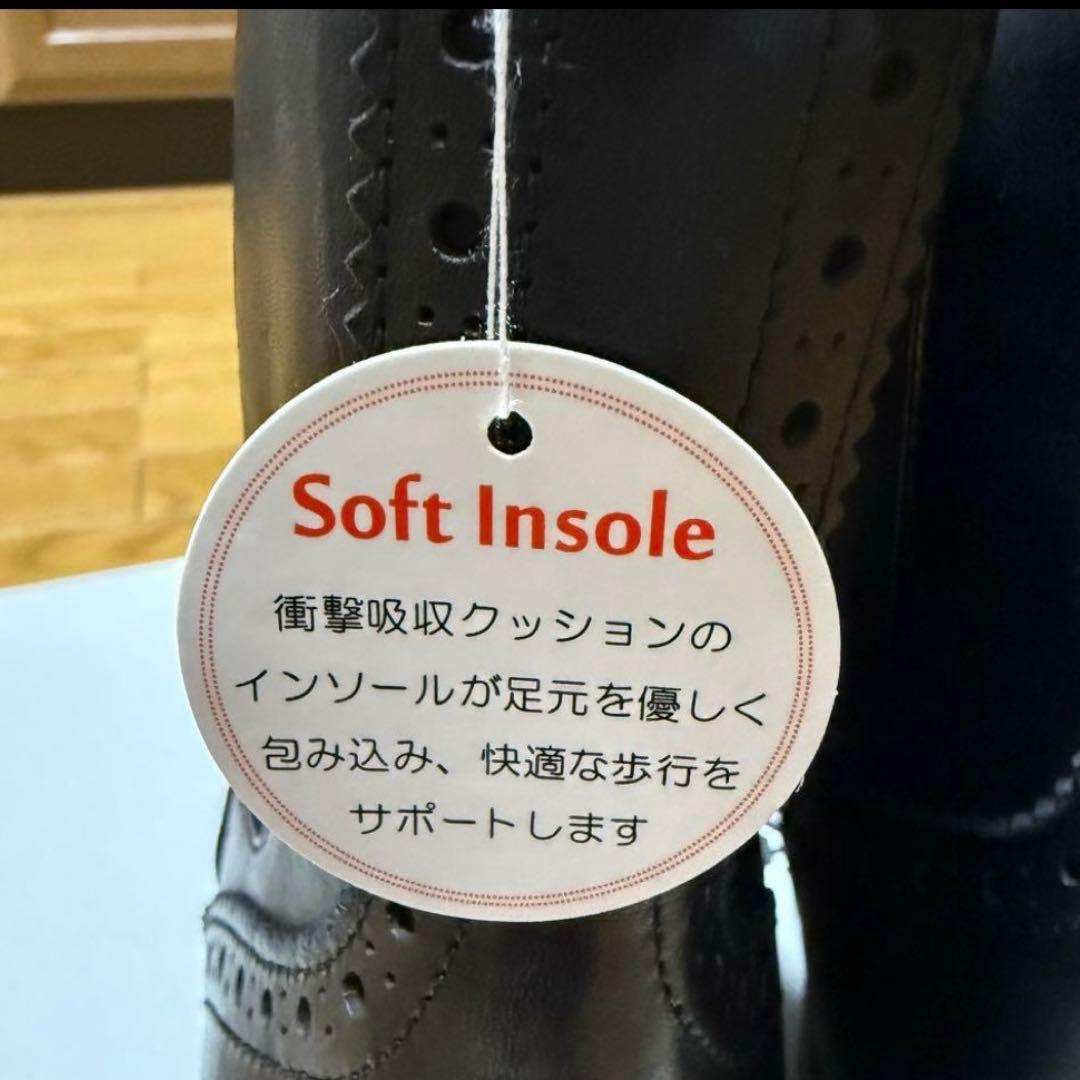 Soft Insole
衝撃吸収クッションの
インソールが足元を優しく
包み込み、快適な歩行を
サポートします